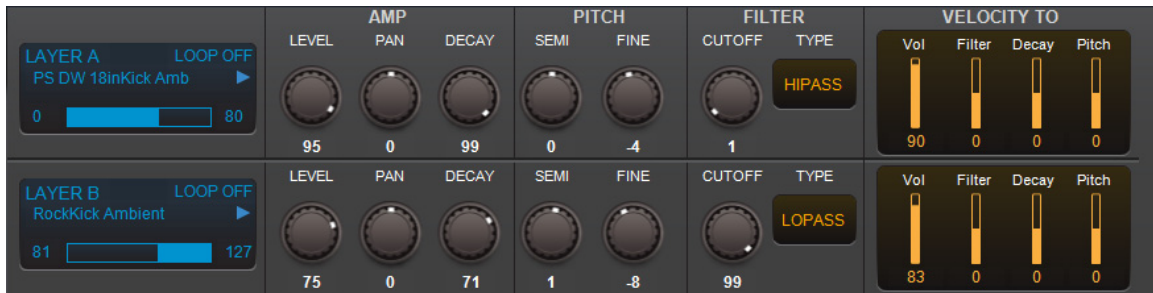 AMP PITCH FILTER VELOCITY TO
LAYER A LOOP OFF
PS DW 18inKick Amb
0 80
LEVEL PAN DECAY SEMI FINE CUTOFF TYPE
HIPASS
95 0 99 0 -4 1
Vol Filter Decay Pitch
90 0 0 0
LAYER B LOOP OFF
RockKick Ambient
81 127
LEVEL PAN DECAY SEMI FINE CUTOFF TYPE
LOPASS
75 0 71 1 -8 99
Vol Filter Decay Pitch
83 0 0 0